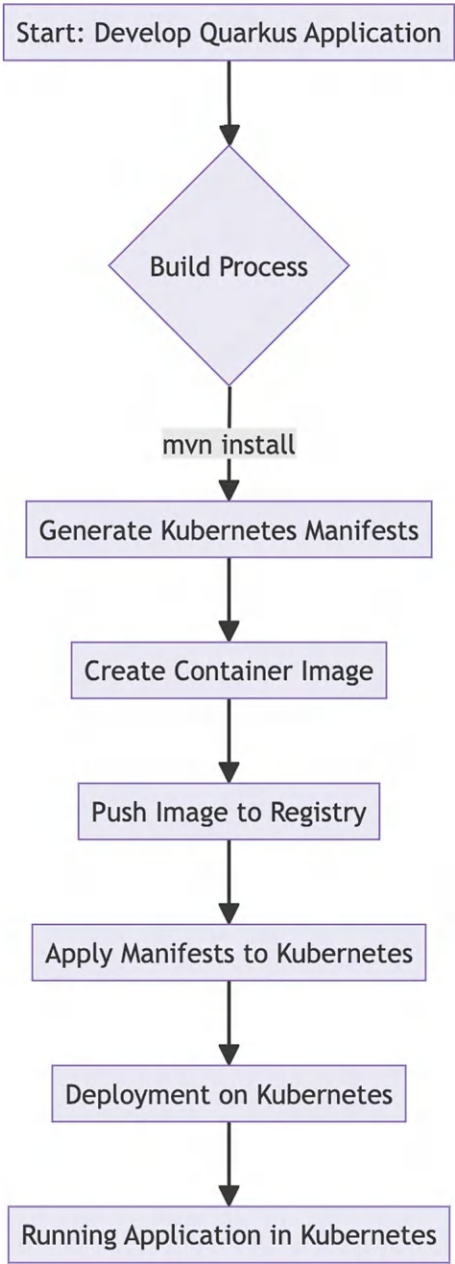 Start: Develop Quarkus Application
Build Process
mvn install
Generate Kubernetes Manifests
Create Container Image
Push Image to Registry
Apply Manifests to Kubernetes
Deployment on Kubernetes
Running Application in Kubernetes